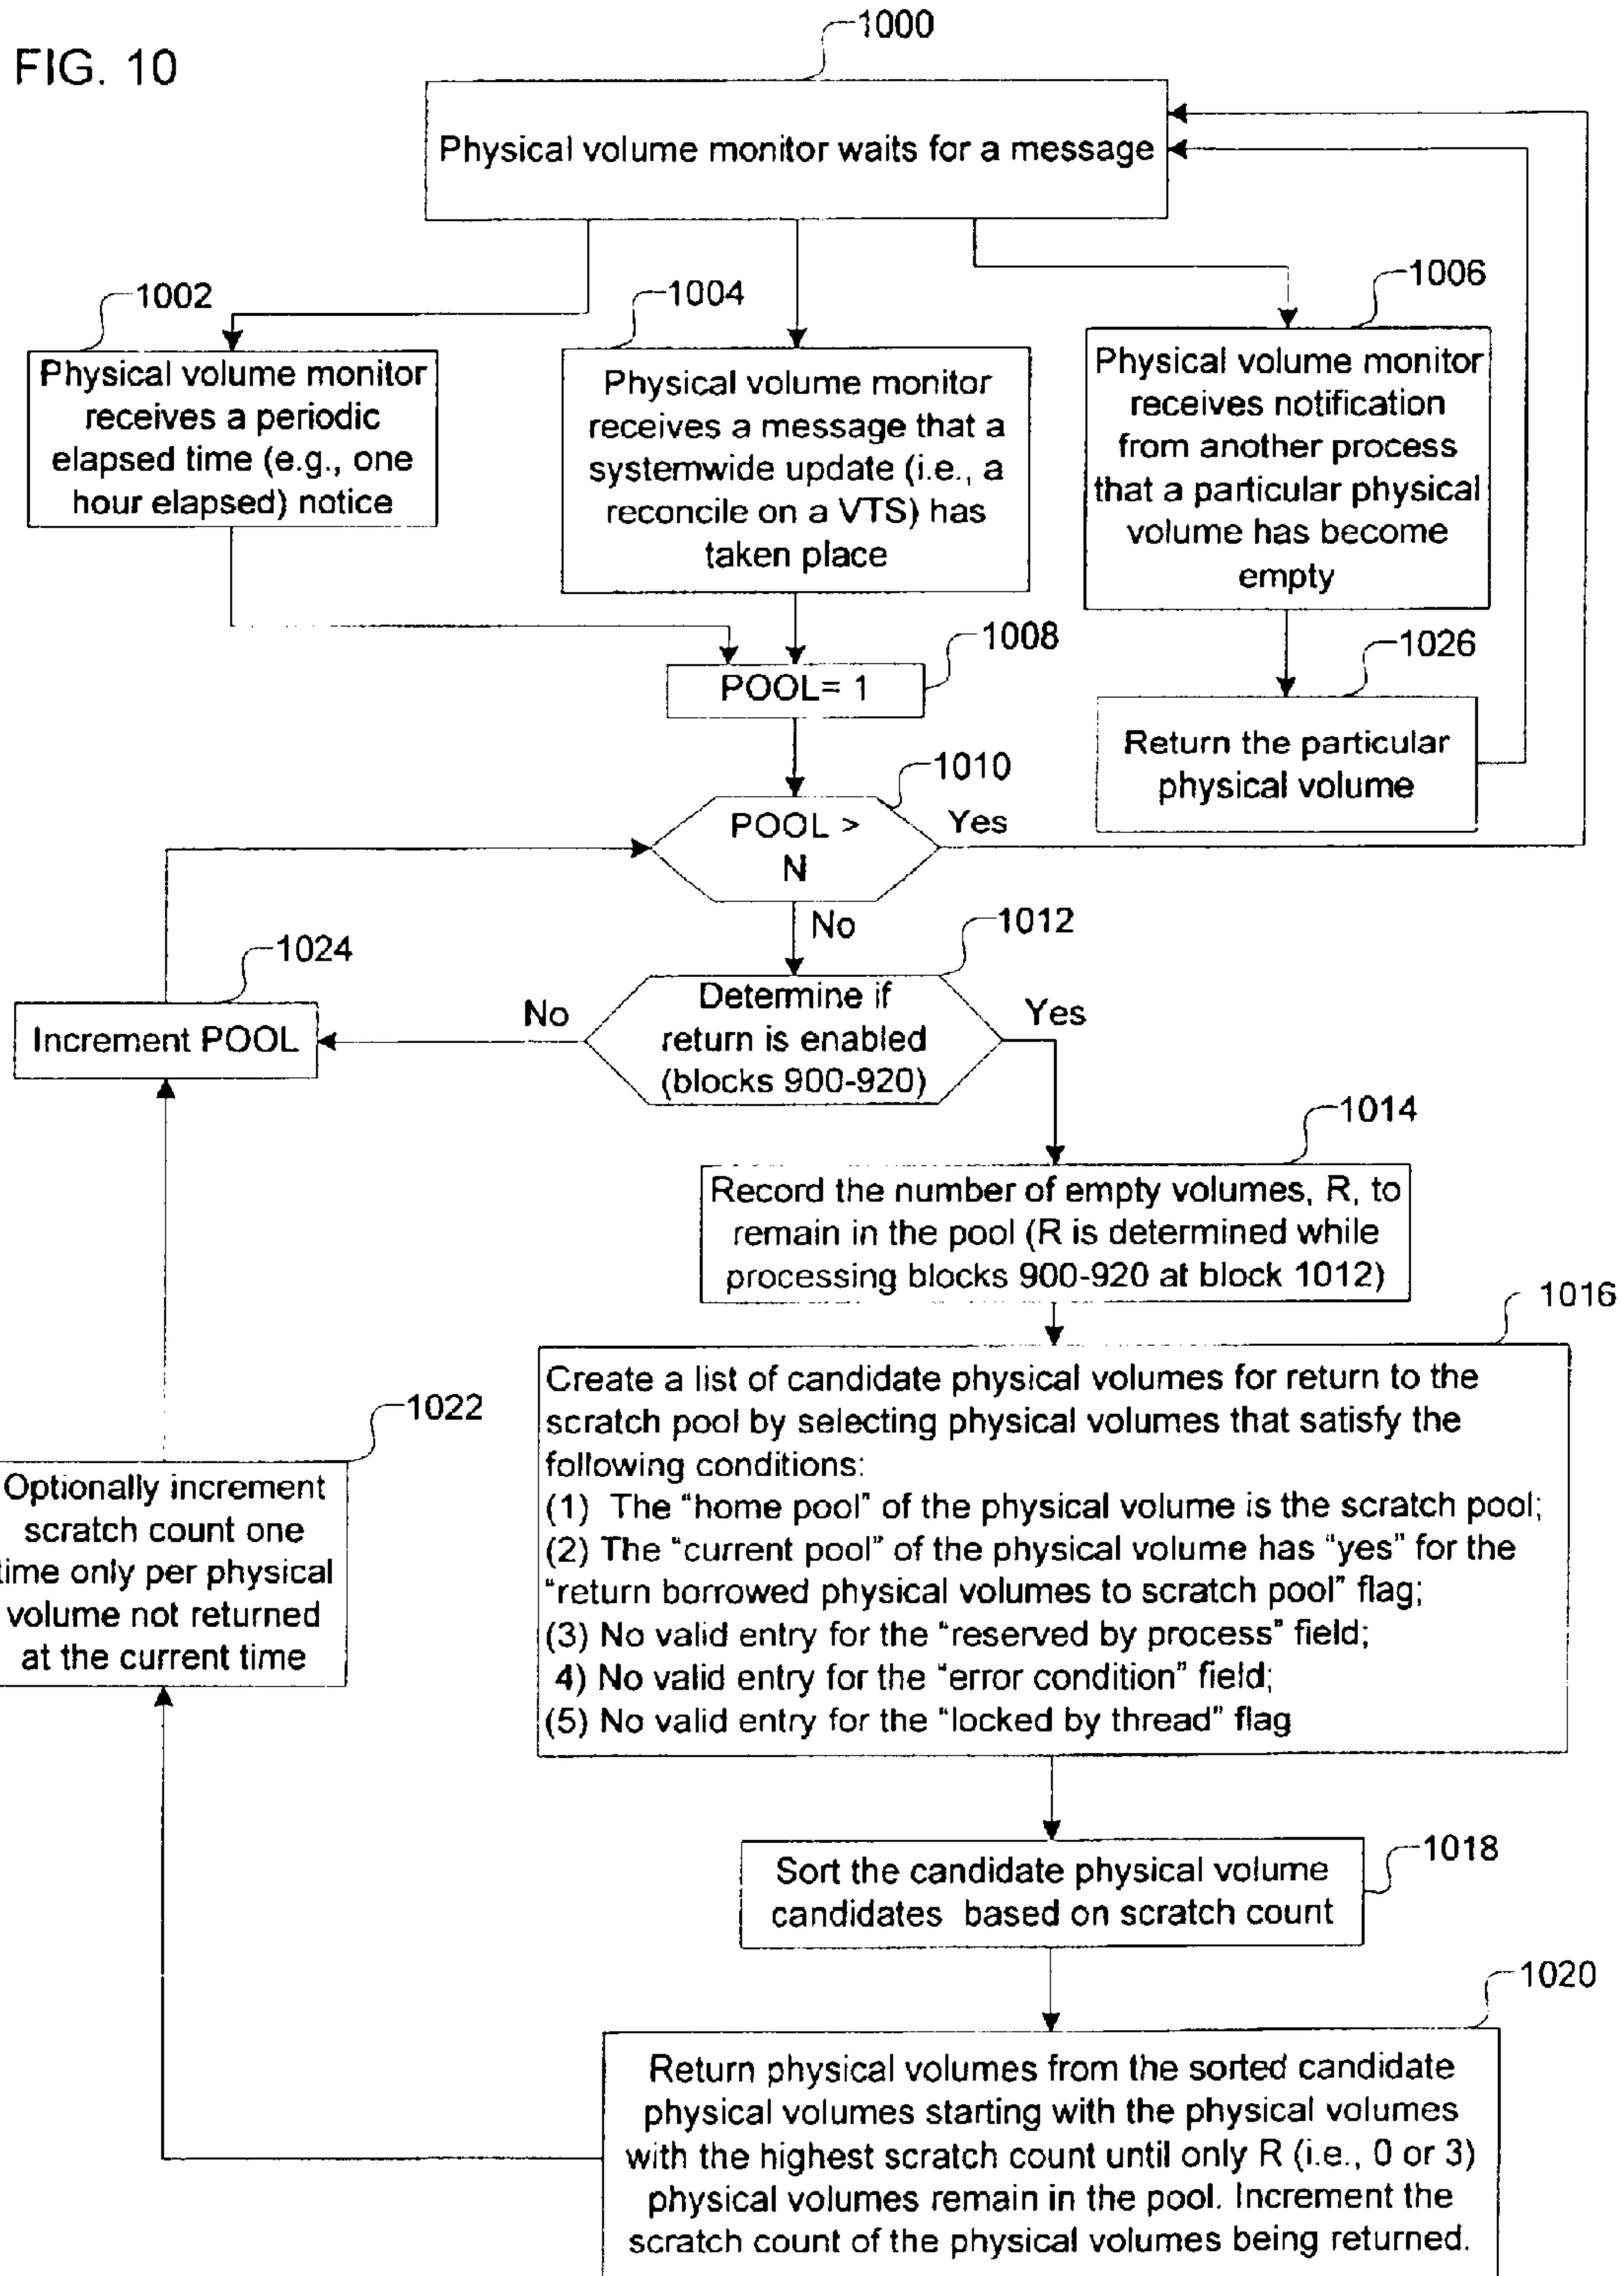 FIG. 10
1000
Physical volume monitor waits for a message
1002
Physical volume monitor
receives a periodic
elapsed time (e.g., one
hour elapsed) notice
1004
Physical volume monitor
receives a message that a
systemwide update (i.e., a
reconcile on a VTS) has
taken place
1006
Physical volume monitor
receives notification
from another process
that a particular physical
volume has become
empty
1008
POOL= 1
1026
Return the particular
physical volume
1010
POOL >
N
Yes
No
1012
Determine if
return is enabled
(blocks 900-920)
No
Yes
1024
Increment POOL
1014
Record the number of empty volumes, R, to
remain in the pool (R is determined while
processing blocks 900-920 at block 1012)
1016
Create a list of candidate physical volumes for return to the
scratch pool by selecting physical volumes that satisfy the
following conditions:
(1) The "home pool" of the physical volume is the scratch pool;
(2) The "current pool" of the physical volume has "yes" for the
"return borrowed physical volumes to scratch pool" flag;
(3) No valid entry for the "reserved by process" field;
4) No valid entry for the "error condition" field;
(5) No valid entry for the "locked by thread" flag
1022
Optionally increment
scratch count one
time only per physical
volume not returned
at the current time
1018
Sort the candidate physical volume
candidates based on scratch count
1020
Return physical volumes from the sorted candidate
physical volumes starting with the physical volumes
with the highest scratch count until only R (i.e., 0 or 3)
physical volumes remain in the pool. Increment the
scratch count of the physical volumes being returned.